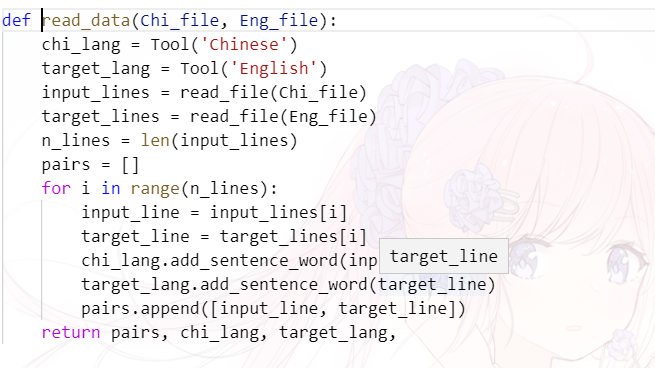 def read_data(Chi_file, Eng_file):
    chi_lang = Tool('Chinese')
    target_lang = Tool('English')
    input_lines = read_file(Chi_file)
    target_lines = read_file(Eng_file)
    n_lines = len(input_lines)
    pairs = []
    for i in range(n_lines):
        input_line = input_lines[i]
        target_line = target_lines[i]
        chi_lang.add_sentence_word(inp
target_line
        target_lang.add_sentence_word(target_line)
        pairs.append([input_line, target_line])
    return pairs, chi_lang, target_lang,